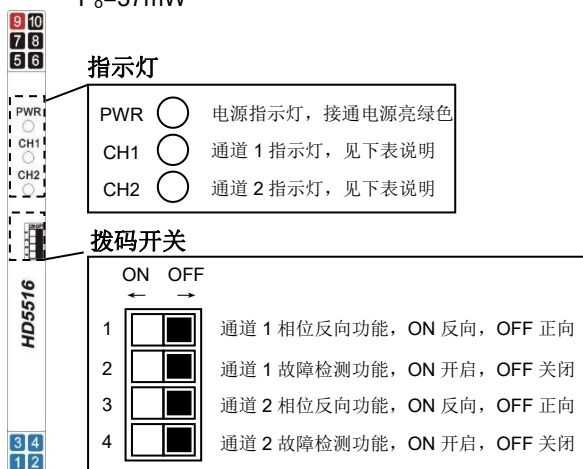 P₀=37mW
9 10
7 8
5 6
指示灯
PWR
CH1
CH2
PWR 电源指示灯，接通电源亮绿色
CH1 通道 1 指示灯，见下表说明
CH2 通道 2 指示灯，见下表说明
拨码开关
ON OFF
← →
1 通道 1 相位反向功能，ON 反向，OFF 正向
2 通道 1 故障检测功能，ON 开启，OFF 关闭
3 通道 2 相位反向功能，ON 反向，OFF 正向
4 通道 2 故障检测功能，ON 开启，OFF 关闭
HD5516
3 4
1 2